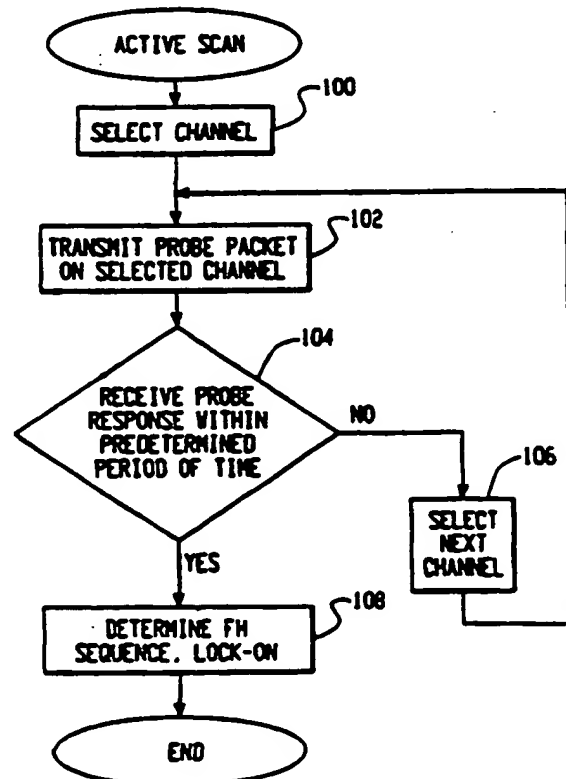 ACTIVE SCAN
100
SELECT CHANNEL
102
TRANSMIT PROBE PACKET
ON SELECTED CHANNEL
104
RECEIVE PROBE
RESPONSE WITHIN
PREDETERMINED
PERIOD OF TIME
NO
106
SELECT
NEXT
CHANNEL
YES
108
DETERMINE FH
SEQUENCE. LOCK-ON
END